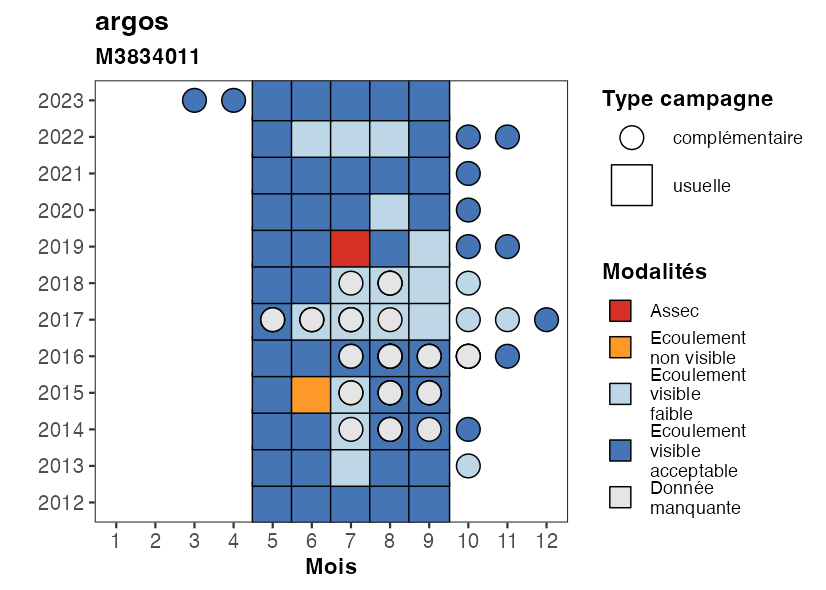 argos
M3834011
2023
2022
2021
2020
2019
2018
2017
2016
2015
2014
2013
2012
1 2 3 4 5 6 7 8 9 10 11 12
Mois
Type campagne
complémentaire
usuelle
Modalités
Assec
Ecoulement
non visible
Ecoulement
visible
faible
Ecoulement
visible
acceptable
Donnée
manquante